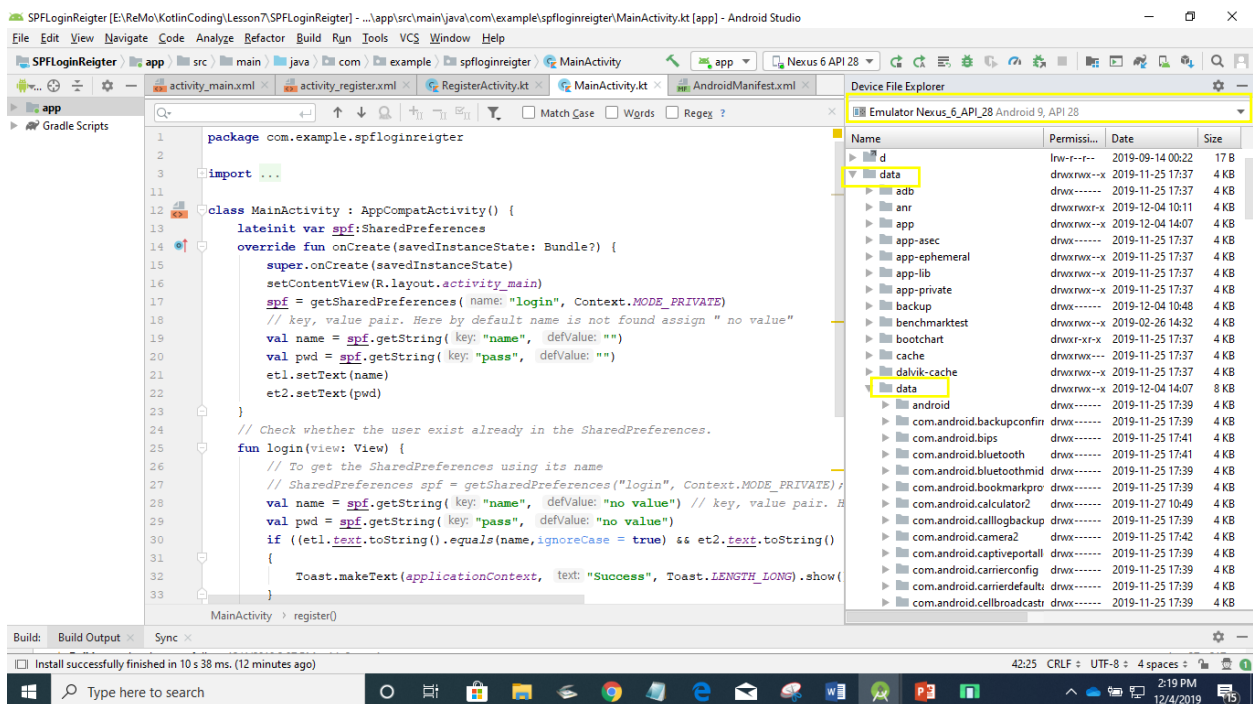 SPFLoginReigter [E:\ReMo\KotlinCoding\Lesson7\SPFLoginReigter] - ...\app\src\main\java\com\example\spfloginreigter\MainActivity.kt [app] - Android Studio
File Edit View Navigate Code Analyze Refactor Build Run Tools VCS Window Help
SPFLoginReigter app src main java com example spfloginreigter MainActivity app Nexus 6 API 28
activity_main.xml activity_register.xml RegisterActivity.kt MainActivity.kt AndroidManifest.xml
Match Case Words Regex ?
app
Gradle Scripts
1 package com.example.spfloginreigter
2
3 import ...
11
12 class MainActivity : AppCompatActivity() {
13 lateinit var spf:SharedPreferences
14 override fun onCreate(savedInstanceState: Bundle?) {
15 super.onCreate(savedInstanceState)
16 setContentView(R.layout.activity_main)
17 spf = getSharedPreferences( name: "login", Context.MODE_PRIVATE)
18 // key, value pair. Here by default name is not found assign " no value"
19 val name = spf.getString( key: "name", defValue: "")
20 val pwd = spf.getString( key: "pass", defValue: "")
21 et1.setText(name)
22 et2.setText(pwd)
23 }
24 // Check whether the user exist already in the SharedPreferences.
25 fun login(view: View) {
26 // To get the SharedPreferences using its name
27 // SharedPreferences spf = getSharedPreferences("login", Context.MODE_PRIVATE);
28 val name = spf.getString( key: "name", defValue: "no value") // key, value pair. H
29 val pwd = spf.getString( key: "pass", defValue: "no value")
30 if ((et1.text.toString().equals(name,ignoreCase = true) && et2.text.toString()
31 {
32 Toast.makeText(applicationContext, text: "Success", Toast.LENGTH_LONG).show(
33 }
MainActivity > register()
Device File Explorer
Emulator Nexus_6_API_28 Android 9, API 28
Name Permissi... Date Size
d lrw-r--r-- 2019-09-14 00:22 17 B
data drwxrwx--x 2019-11-25 17:37 4 KB
adb drwx------ 2019-11-25 17:37 4 KB
anr drwxrwxr-x 2019-12-04 10:11 4 KB
app drwxrwx--x 2019-12-04 14:07 4 KB
app-asec drwx------ 2019-11-25 17:37 4 KB
app-ephemeral drwxrwx--x 2019-11-25 17:37 4 KB
app-lib drwxrwx--x 2019-11-25 17:37 4 KB
app-private drwxrwx--x 2019-11-25 17:37 4 KB
backup drwx------ 2019-12-04 10:48 4 KB
benchmarktest drwxrwx--x 2019-02-26 14:32 4 KB
bootchart drwxr-xr-x 2019-11-25 17:37 4 KB
cache drwxrwx--- 2019-11-25 17:37 4 KB
dalvik-cache drwxrwx--x 2019-11-25 17:37 4 KB
data drwxrwx--x 2019-12-04 14:07 8 KB
android drwx------ 2019-11-25 17:39 4 KB
com.android.backupconfirr drwx------ 2019-11-25 17:39 4 KB
com.android.bips drwx------ 2019-11-25 17:41 4 KB
com.android.bluetooth drwx------ 2019-11-25 17:41 4 KB
com.android.bluetoothmid drwx------ 2019-11-25 17:39 4 KB
com.android.bookmarkpro drwx------ 2019-11-25 17:39 4 KB
com.android.calculator2 drwx------ 2019-11-27 10:49 4 KB
com.android.calllogbackup drwx------ 2019-11-25 17:39 4 KB
com.android.camera2 drwx------ 2019-11-25 17:42 4 KB
com.android.captiveportall drwx------ 2019-11-25 17:39 4 KB
com.android.carrierconfig drwx------ 2019-11-25 17:39 4 KB
com.android.carrierdefault drwx------ 2019-11-25 17:39 4 KB
com.android.cellbroadcastr drwx------ 2019-11-25 17:39 4 KB
Build: Build Output Sync
Install successfully finished in 10 s 38 ms. (12 minutes ago) 42:25 CRLF UTF-8 4 spaces 1
Type here to search 2:19 PM
12/4/2019 15